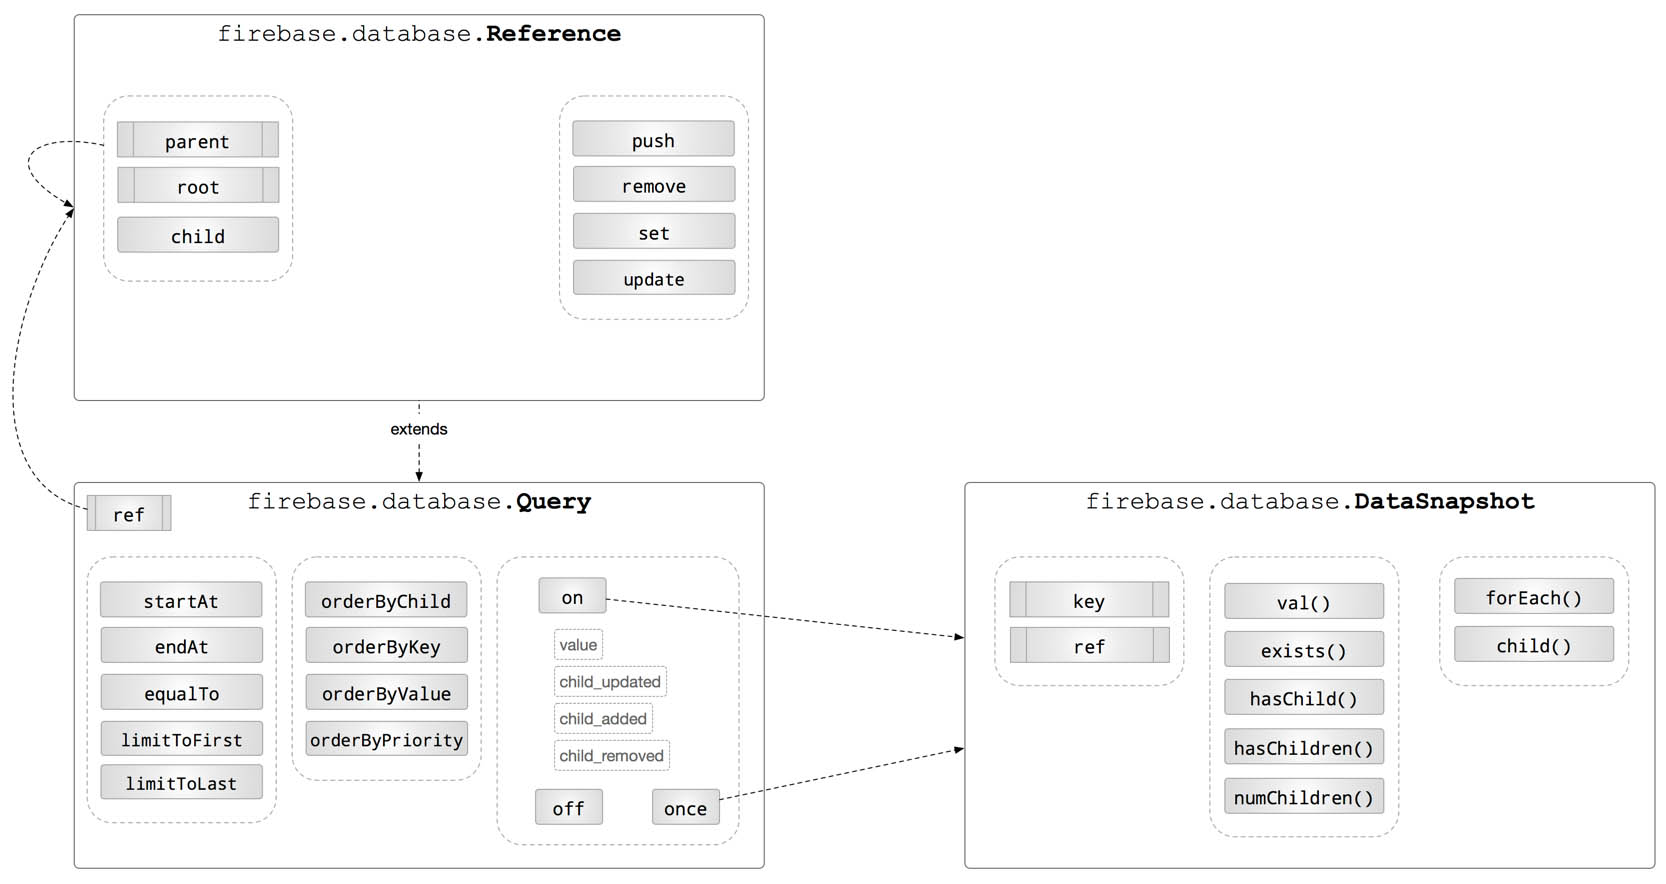 firebase.database.Reference
parent
root
child
push
remove
set
update
extends
firebase.database.Query
ref
startAt
endAt
equalTo
limitToFirst
limitToLast
orderByChild
orderByKey
orderByValue
orderByPriority
on
value
child_updated
child_added
child_removed
off
once
firebase.database.DataSnapshot
key
ref
val()
exists()
hasChild()
hasChildren()
numChildren()
forEach()
child()